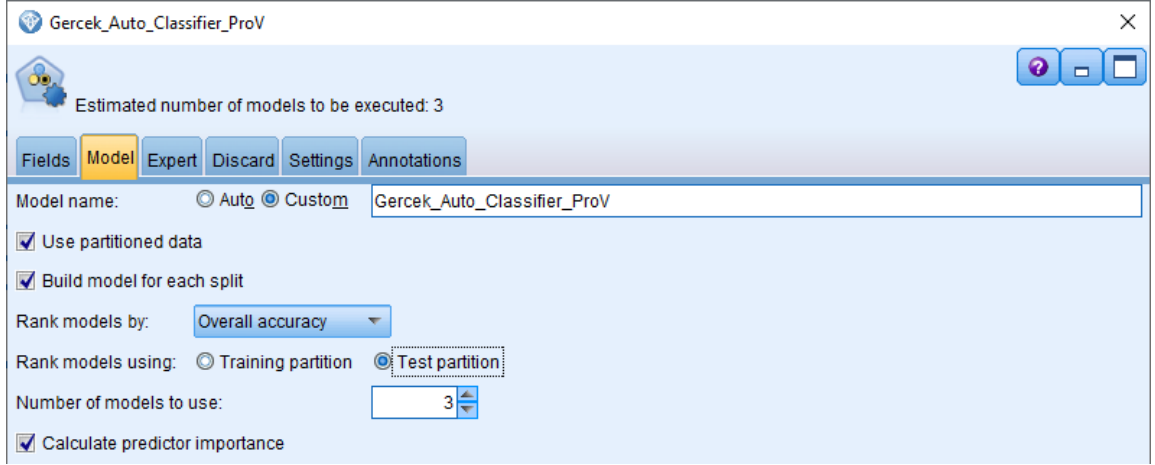 Gercek_Auto_Classifier_ProV
Estimated number of models to be executed: 3
Fields Model Expert Discard Settings Annotations
Model name: Auto Custom Gercek_Auto_Classifier_ProV
Use partitioned data
Build model for each split
Rank models by: Overall accuracy
Rank models using: Training partition Test partition
Number of models to use: 3
Calculate predictor importance